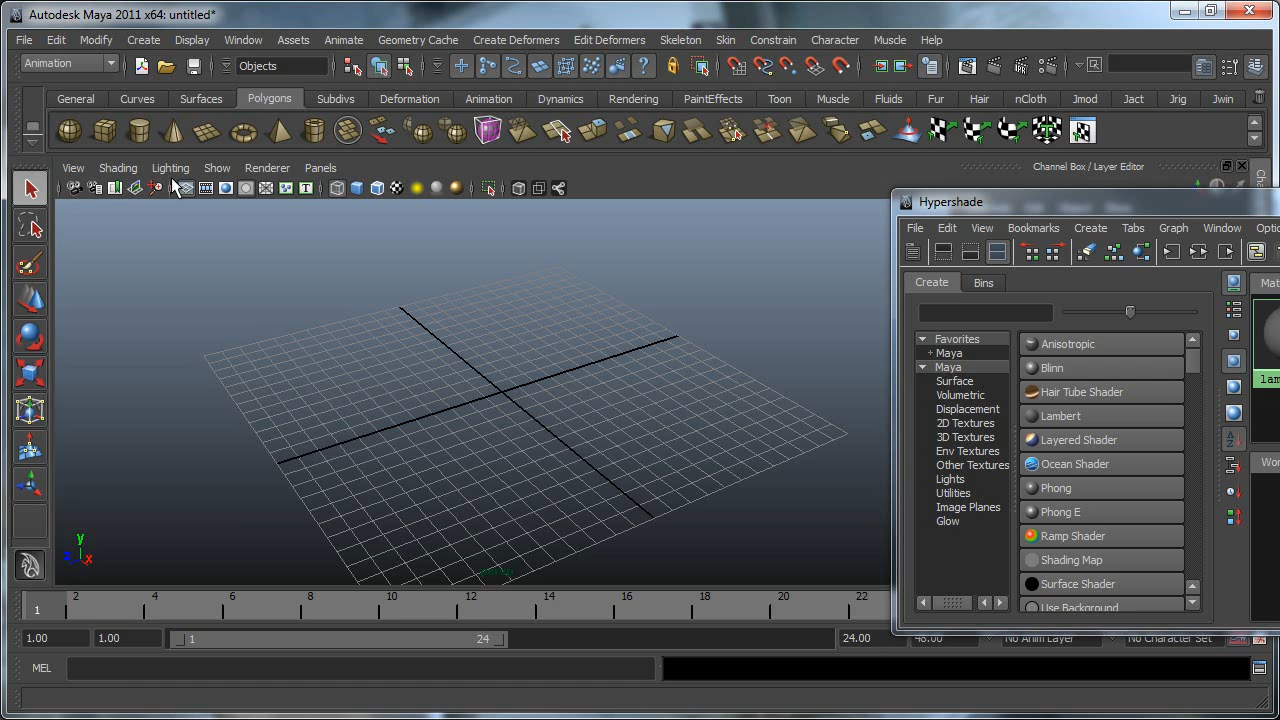 Autodesk Maya 2011 x64: untitled*
File Edit Modify Create Display Window Assets Animate Geometry Cache Create Deformers Edit Deformers Skeleton Skin Constrain Character Muscle Help
Animation Objects
General Curves Surfaces Polygons Subdivs Deformation Animation Dynamics Rendering PaintEffects Toon Muscle Fluids Fur Hair nCloth Jmod Jact Jrig Jwin
View Shading Lighting Show Renderer Panels
Channel Box / Layer Editor
Hypershade
File Edit View Bookmarks Create Tabs Graph Window Optio
Create Bins
Mat
Favorites
+ Maya
Maya
Surface
Volumetric
Displacement
2D Textures
3D Textures
Env Textures
Other Textures
Lights
Utilities
Image Planes
Glow
Anisotropic
Blinn
Hair Tube Shader
Lambert
Layered Shader
Ocean Shader
Phong
Phong E
Ramp Shader
Shading Map
Surface Shader
Use Background
lam
Wor
y
z x
1 2 4 6 8 10 12 14 16 18 20 22
1.00 1.00 1 24 24.00 48.00 No Anim Layer No Character Set
MEL